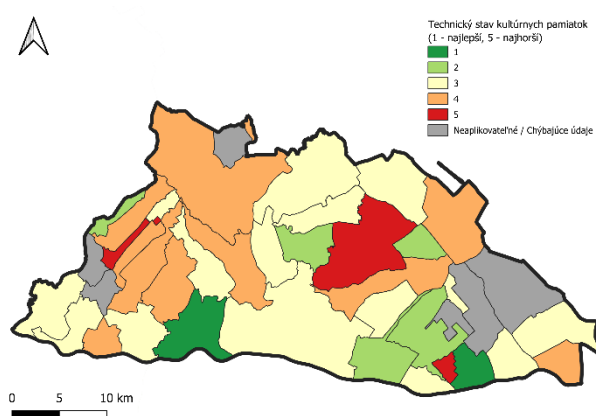 Technický stav kultúrnych pamiatok
(1 - najlepší, 5 - najhorší)
1
2
3
4
5
Neaplikovateľné / Chýbajúce údaje
0 5 10 km